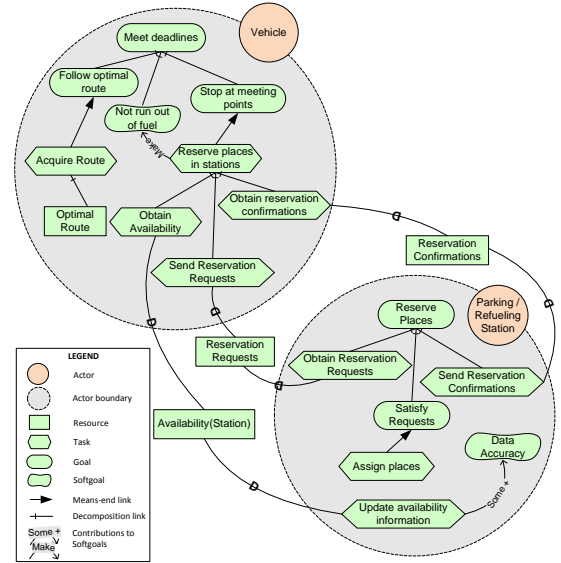 Meet deadlines
Vehicle
Follow optimal
route
Not run out
of fuel
Stop at meeting
points
Make
Acquire Route
Reserve places
in stations
Optimal
Route
Obtain
Availability
Obtain reservation
confirmations
Send Reservation
Requests
D
D
D
D
D
D
Reservation
Confirmations
Reservation
Requests
Availability(Station)
Reserve
Places
Parking /
Refueling
Station
Obtain Reservation
Requests
Send Reservation
Confirmations
Satisfy
Requests
Data
Accuracy
Assign places
Some +
Update availability
information
LEGEND
Actor
Actor boundary
Resource
Task
Goal
Softgoal
Means-end link
Decomposition link
Some +
Make
Contributions to
Softgoals